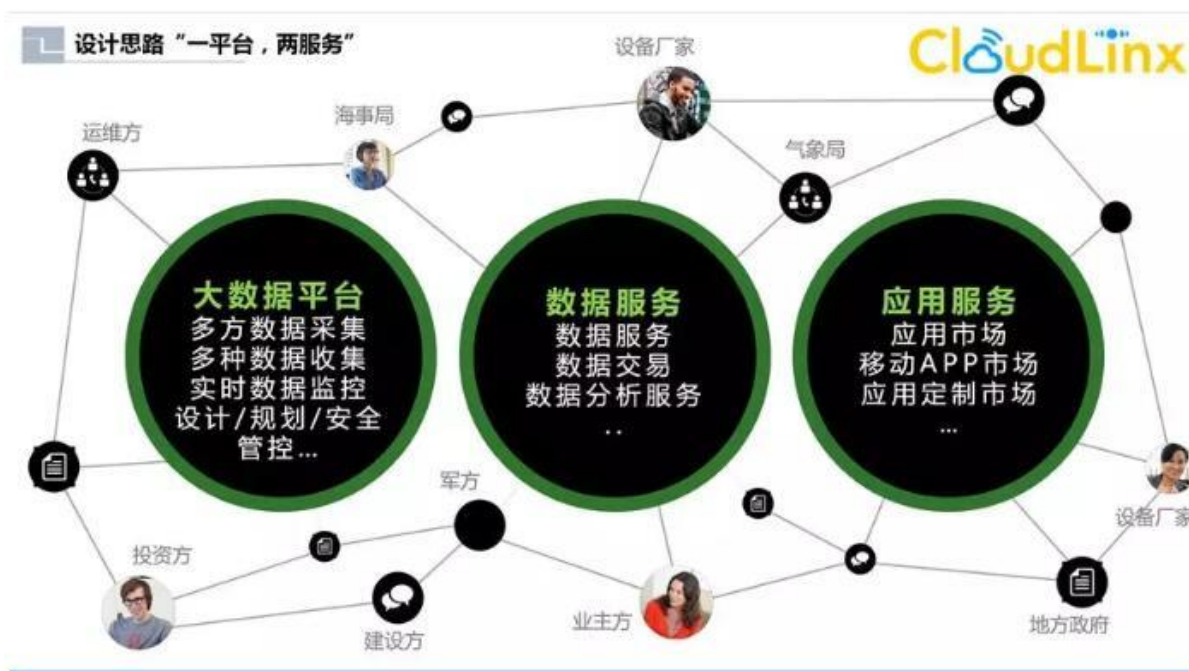 设计思路“一平台，两服务”
CloudLinx
设备厂家
海事局
运维方
气象局
大数据平台
多方数据采集
多种数据收集
实时数据监控
设计/规划/安全
管控...
数据服务
数据服务
数据交易
数据分析服务
..
应用服务
应用市场
移动APP市场
应用定制市场
...
军方
设备厂家
投资方
建设方
业主方
地方政府